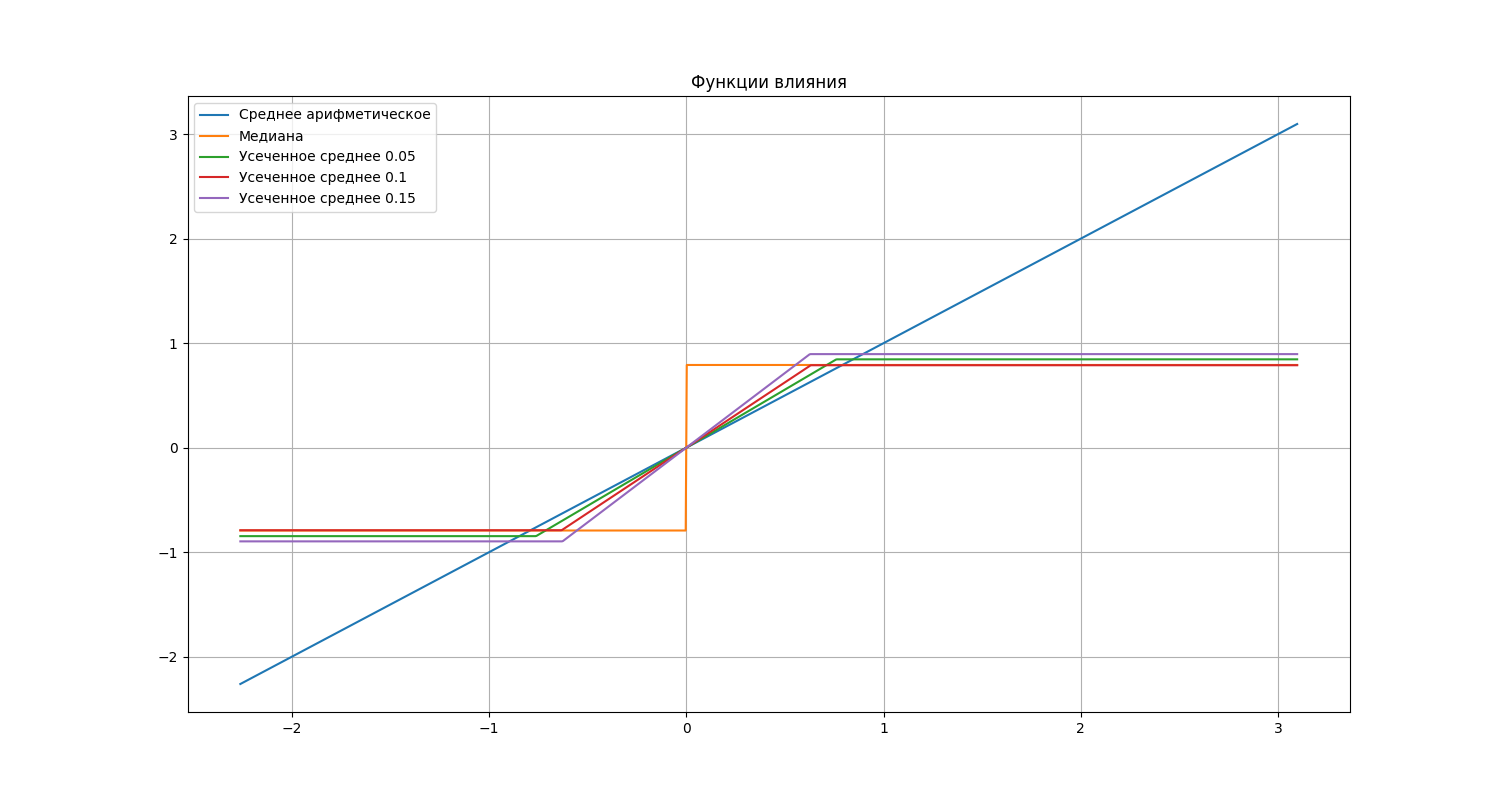 Функции влияния
Среднее арифметическое
Медиана
Усеченное среднее 0.05
Усеченное среднее 0.1
Усеченное среднее 0.15
3
2
1
0
−1
−2
−2
−1
0
1
2
3